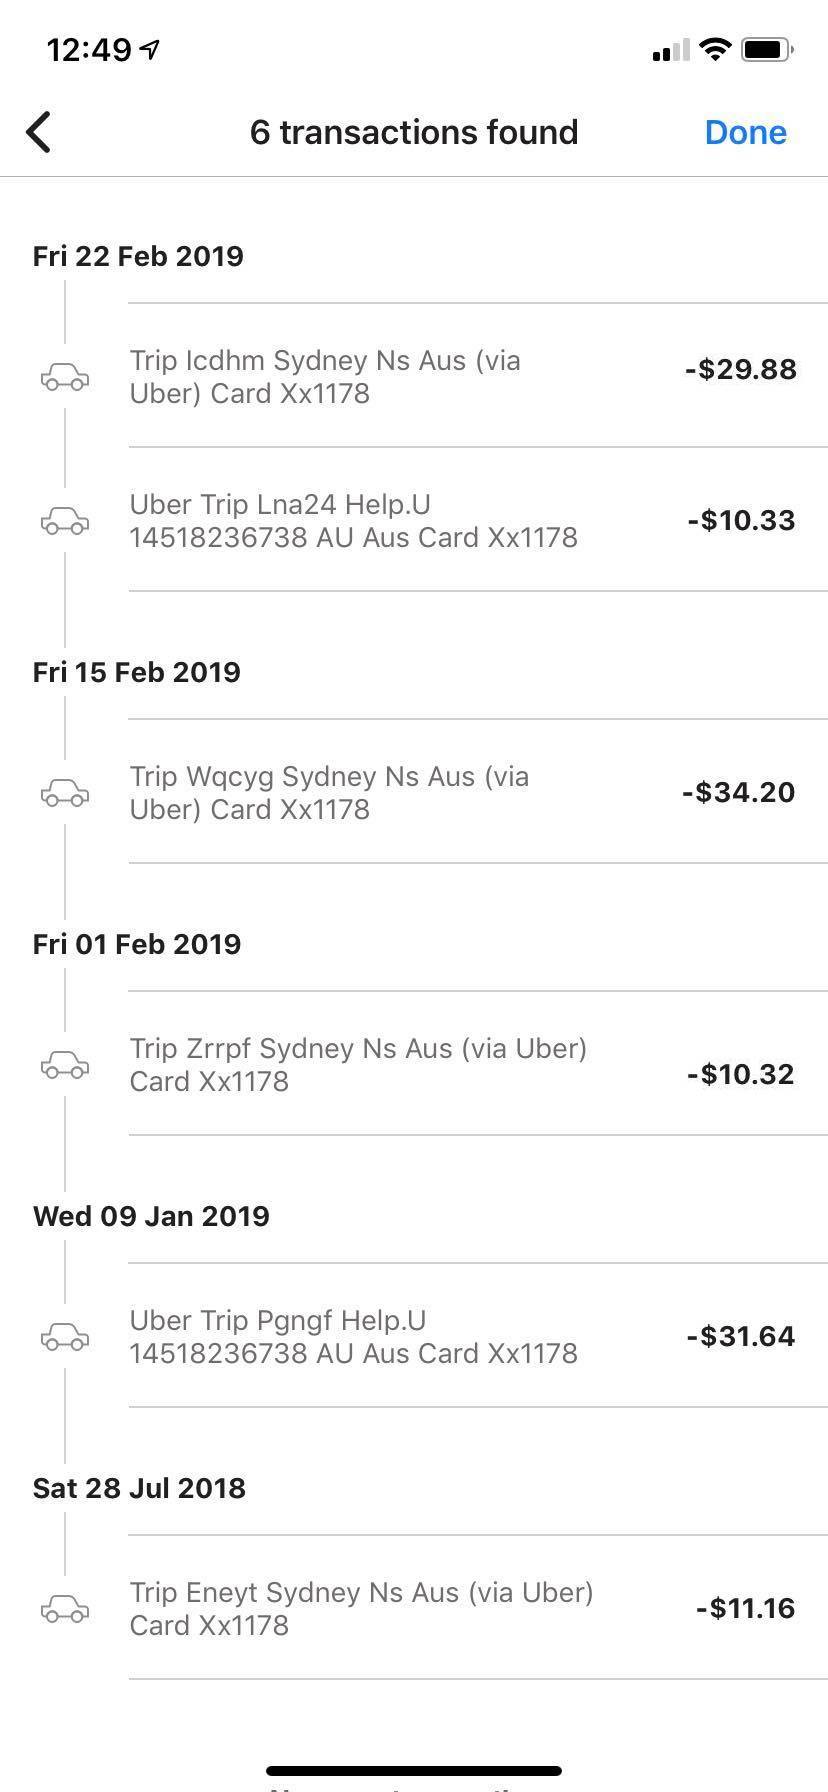 12:49
6 transactions found
Done
Fri 22 Feb 2019
Trip Icdhm Sydney Ns Aus (via
Uber) Card Xx1178
-$29.88
Uber Trip Lna24 Help.U
14518236738 AU Aus Card Xx1178
-$10.33
Fri 15 Feb 2019
Trip Wqcyg Sydney Ns Aus (via
Uber) Card Xx1178
-$34.20
Fri 01 Feb 2019
Trip Zrrpf Sydney Ns Aus (via Uber)
Card Xx1178
-$10.32
Wed 09 Jan 2019
Uber Trip Pgngf Help.U
14518236738 AU Aus Card Xx1178
-$31.64
Sat 28 Jul 2018
Trip Eneyt Sydney Ns Aus (via Uber)
Card Xx1178
-$11.16